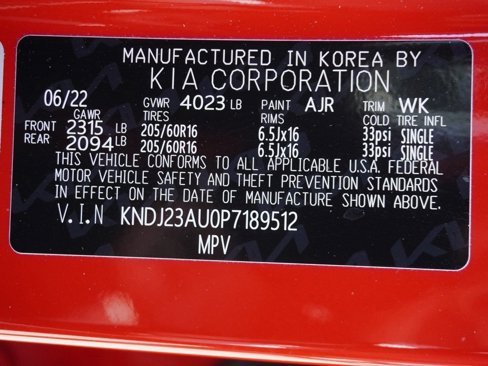 MANUFACTURED IN KOREA BY
KIA CORPORATION
06/22 GVWR 4023 LB PAINT AJR TRIM WK
GAWR TIRES RIMS COLD TIRE INFL
FRONT 2315 LB 205/60R16 6.5Jx16 33psi SINGLE
REAR 2094 LB 205/60R16 6.5Jx16 33psi SINGLE
THIS VEHICLE CONFORMS TO ALL APPLICABLE U.S.A. FEDERAL
MOTOR VEHICLE SAFETY AND THEFT PREVENTION STANDARDS
IN EFFECT ON THE DATE OF MANUFACTURE SHOWN ABOVE.
V.I.N KNDJ23AU0P7189512
MPV